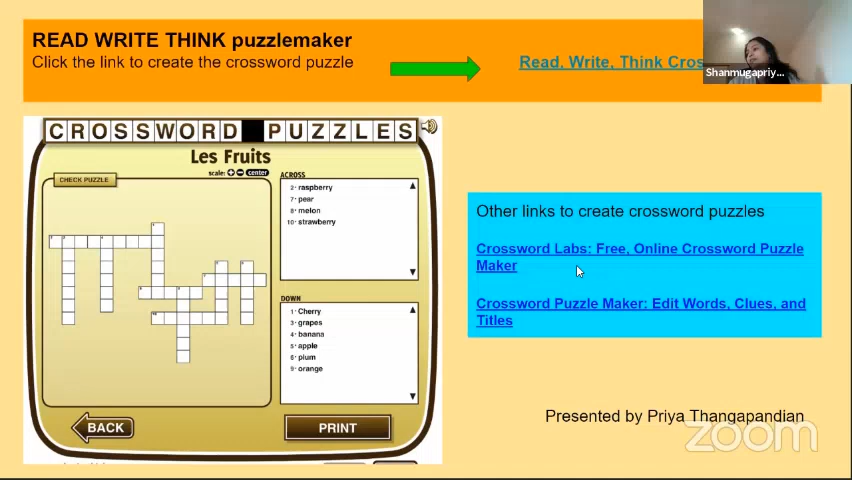 READ WRITE THINK puzzlemaker
Click the link to create the crossword puzzle
Read, Write, Think Cros
Shanmugapriy...
CROSSWORD PUZZLES
Les Fruits
scale: center
CHECK PUZZLE
ACROSS
2· raspberry
7· pear
8· melon
10· strawberry
DOWN
1· Cherry
3· grapes
4· banana
5· apple
6· plum
9· orange
BACK
PRINT
Other links to create crossword puzzles
Crossword Labs: Free, Online Crossword Puzzle
Maker
Crossword Puzzle Maker: Edit Words, Clues, and
Titles
Presented by Priya Thangapandian
zoom